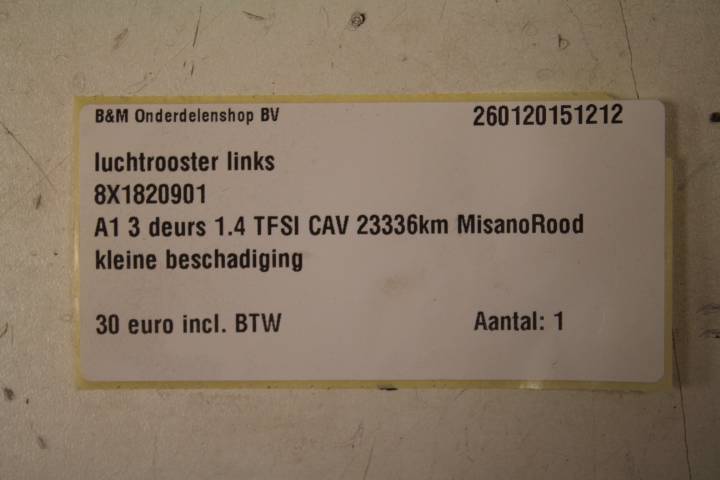 B&M Onderdelenshop BV 260120151212
luchtrooster links
8X1820901
A1 3 deurs 1.4 TFSI CAV 23336km MisanoRood
kleine beschadiging
30 euro incl. BTW Aantal: 1